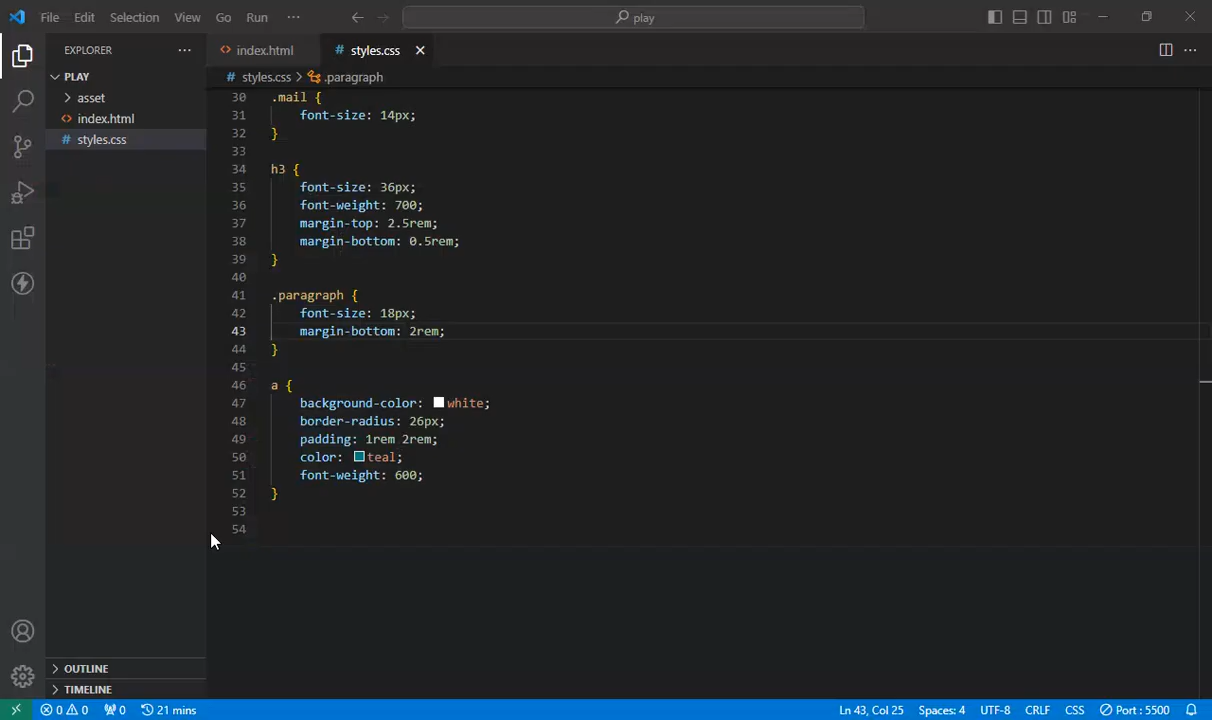 File Edit Selection View Go Run ··· play
EXPLORER ···
PLAY
asset
index.html
styles.css
index.html styles.css
styles.css > .paragraph
30 .mail {
31 font-size: 14px;
32 }
33
34 h3 {
35 font-size: 36px;
36 font-weight: 700;
37 margin-top: 2.5rem;
38 margin-bottom: 0.5rem;
39 }
40
41 .paragraph {
42 font-size: 18px;
43 margin-bottom: 2rem;
44 }
45
46 a {
47 background-color: white;
48 border-radius: 26px;
49 padding: 1rem 2rem;
50 color: teal;
51 font-weight: 600;
52 }
53
54
OUTLINE
TIMELINE
0 0 0 21 mins Ln 43, Col 25 Spaces: 4 UTF-8 CRLF CSS Port : 5500